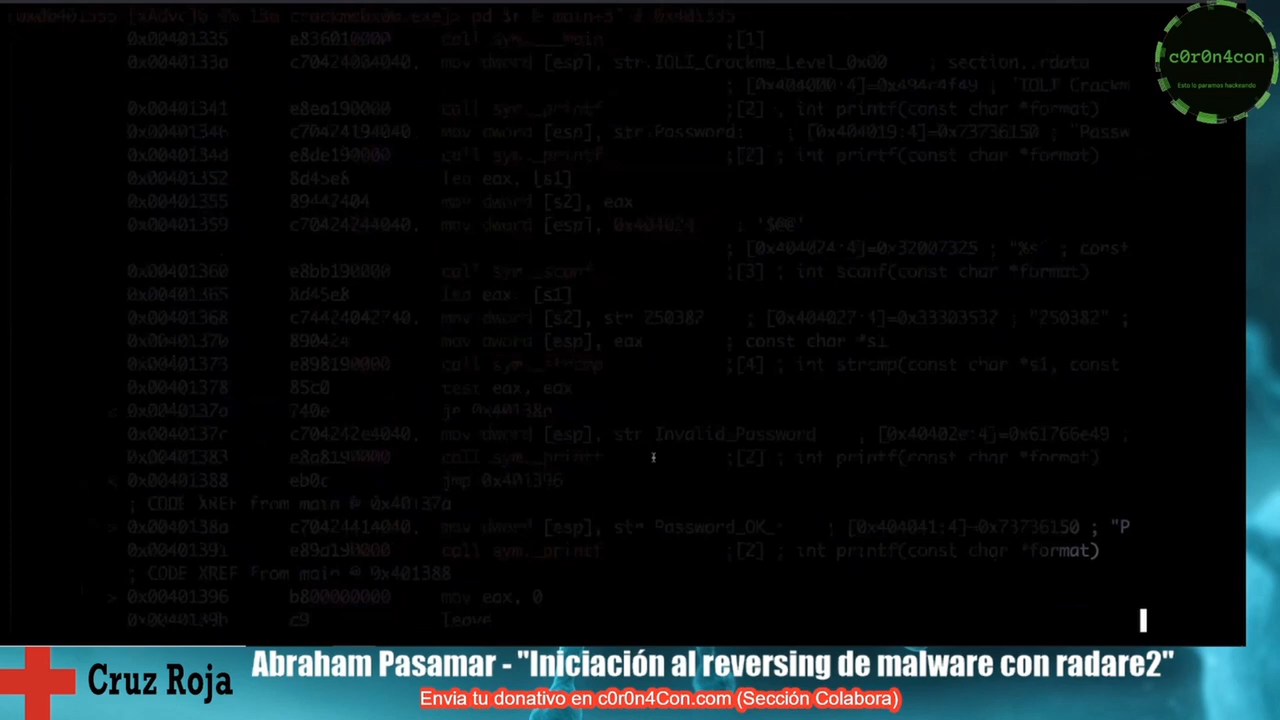 0x00401335 e836010000 call sym.___main ;[1]
0x0040133a c70424004040. mov dword [esp], str.IOLI_Crackme_Level_0x00 ; section..rdata
; [0x404000:4]=0x494c4f49 ; "IOLI Crackm
0x00401341 e8ea190000 call sym._printf ;[2] ; int printf(const char *format)
0x00401346 c70424194040. mov dword [esp], str.Password: ; [0x404019:4]=0x73736150 ; "Passw
0x0040134d e8de190000 call sym._printf ;[2] ; int printf(const char *format)
0x00401352 8d45e8 lea eax, [s1]
0x00401355 89442404 mov dword [s2], eax
0x00401359 c70424244040. mov dword [esp], 0x404024 ; '$@@'
; [0x404024:4]=0x32007325 ; "%s" ; const
0x00401360 e8bb190000 call sym._scanf ;[3] ; int scanf(const char *format)
0x00401365 8d45e8 lea eax, [s1]
0x00401368 c74424042740. mov dword [s2], str.250382 ; [0x404027:4]=0x33303532 ; "250382" ;
0x00401370 890424 mov dword [esp], eax ; const char *s1
0x00401373 e898190000 call sym._strcmp ;[4] ; int strcmp(const char *s1, const
0x00401378 85c0 test eax, eax
0x0040137a 740e je 0x40138a
0x0040137c c704242e4040. mov dword [esp], str.Invalid_Password ; [0x40402e:4]=0x61766e49 ;
0x00401383 e8a8190000 call sym._printf ;[2] ; int printf(const char *format)
0x00401388 eb0c jmp 0x401396
; CODE XREF from main @ 0x40137a
0x0040138a c70424414040. mov dword [esp], str.Password_OK_ ; [0x404041:4]=0x73736150 ; "P
0x00401391 e89a190000 call sym._printf ;[2] ; int printf(const char *format)
; CODE XREF from main @ 0x401388
0x00401396 b800000000 mov eax, 0
0x0040139b c9 leave
c0r0n4con
Esto lo paramos hackeando
Cruz Roja
Abraham Pasamar - "Iniciación al reversing de malware con radare2"
Envia tu donativo en c0r0n4Con.com (Sección Colabora)